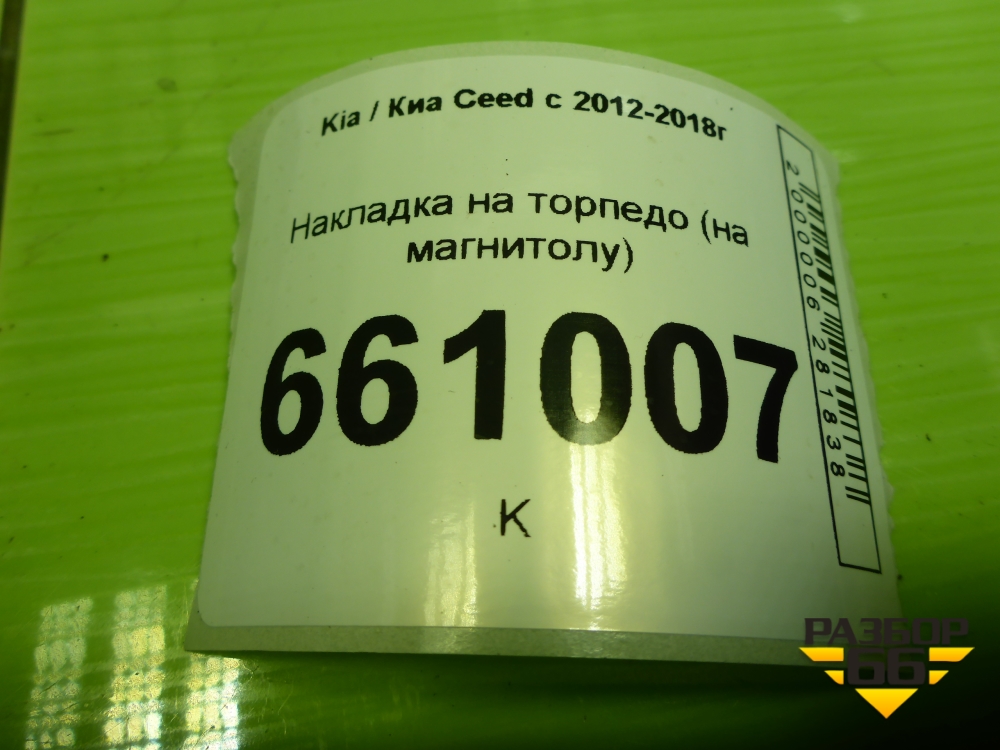 Kia / Киа Ceed с 2012-2018г
Накладка на торпедо (на
магнитолу)
661007
К
2000006281838
РАЗБОР
66